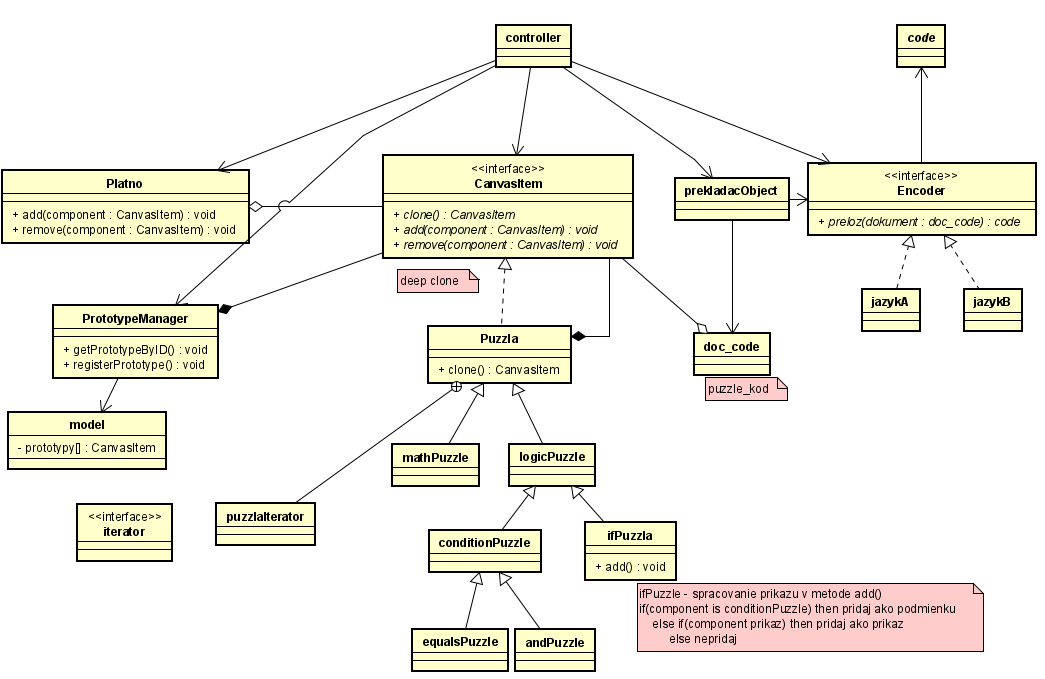 controller
code
<<interface>>
CanvasItem
+ clone() : CanvasItem
+ add(component : CanvasItem) : void
+ remove(component : CanvasItem) : void
Platno
+ add(component : CanvasItem) : void
+ remove(component : CanvasItem) : void
prekladacObject
<<interface>>
Encoder
+ preloz(dokument : doc_code) : code
deep clone
jazykA
jazykB
PrototypeManager
+ getPrototypeByID() : void
+ registerPrototype() : void
Puzzla
+ clone() : CanvasItem
doc_code
puzzle_kod
model
- prototypy[] : CanvasItem
mathPuzzle
logicPuzzle
<<interface>>
iterator
puzzlaIterator
conditionPuzzle
ifPuzzla
+ add() : void
ifPuzzle - spracovanie prikazu v metode add()
if(component is conditionPuzzle) then pridaj ako podmienku
else if(component prikaz) then pridaj ako prikaz
else nepridaj
equalsPuzzle
andPuzzle